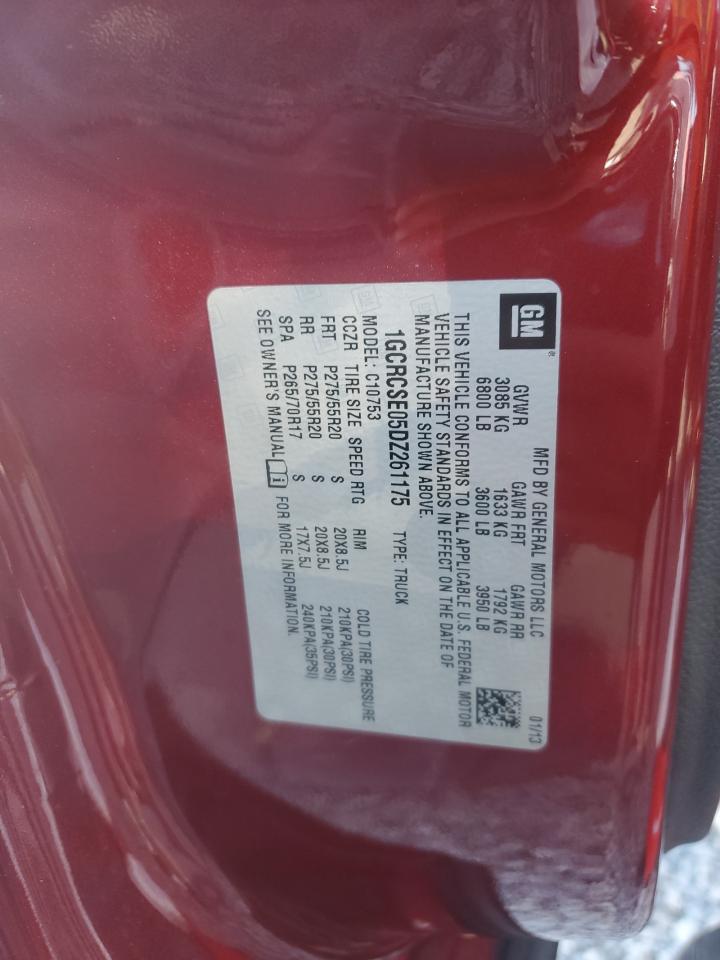 GM®
MFD BY GENERAL MOTORS LLC 01/13
GVWR GAWR FRT GAWR RR
3085 KG 1633 KG 1792 KG
6800 LB 3600 LB 3950 LB
THIS VEHICLE CONFORMS TO ALL APPLICABLE U.S. FEDERAL MOTOR
VEHICLE SAFETY STANDARDS IN EFFECT ON THE DATE OF
MANUFACTURE SHOWN ABOVE.
1GCRCSE05DZ261175 TYPE: TRUCK
MODEL: C10753
CCZR TIRE SIZE SPEED RTG RIM COLD TIRE PRESSURE
FRT P275/55R20 S 20X8.5J 210KPA(30PSI)
RR P275/55R20 S 20X8.5J 210KPA(30PSI)
SPA P265/70R17 S 17X7.5J 240KPA(35PSI)
SEE OWNER'S MANUAL i FOR MORE INFORMATION.